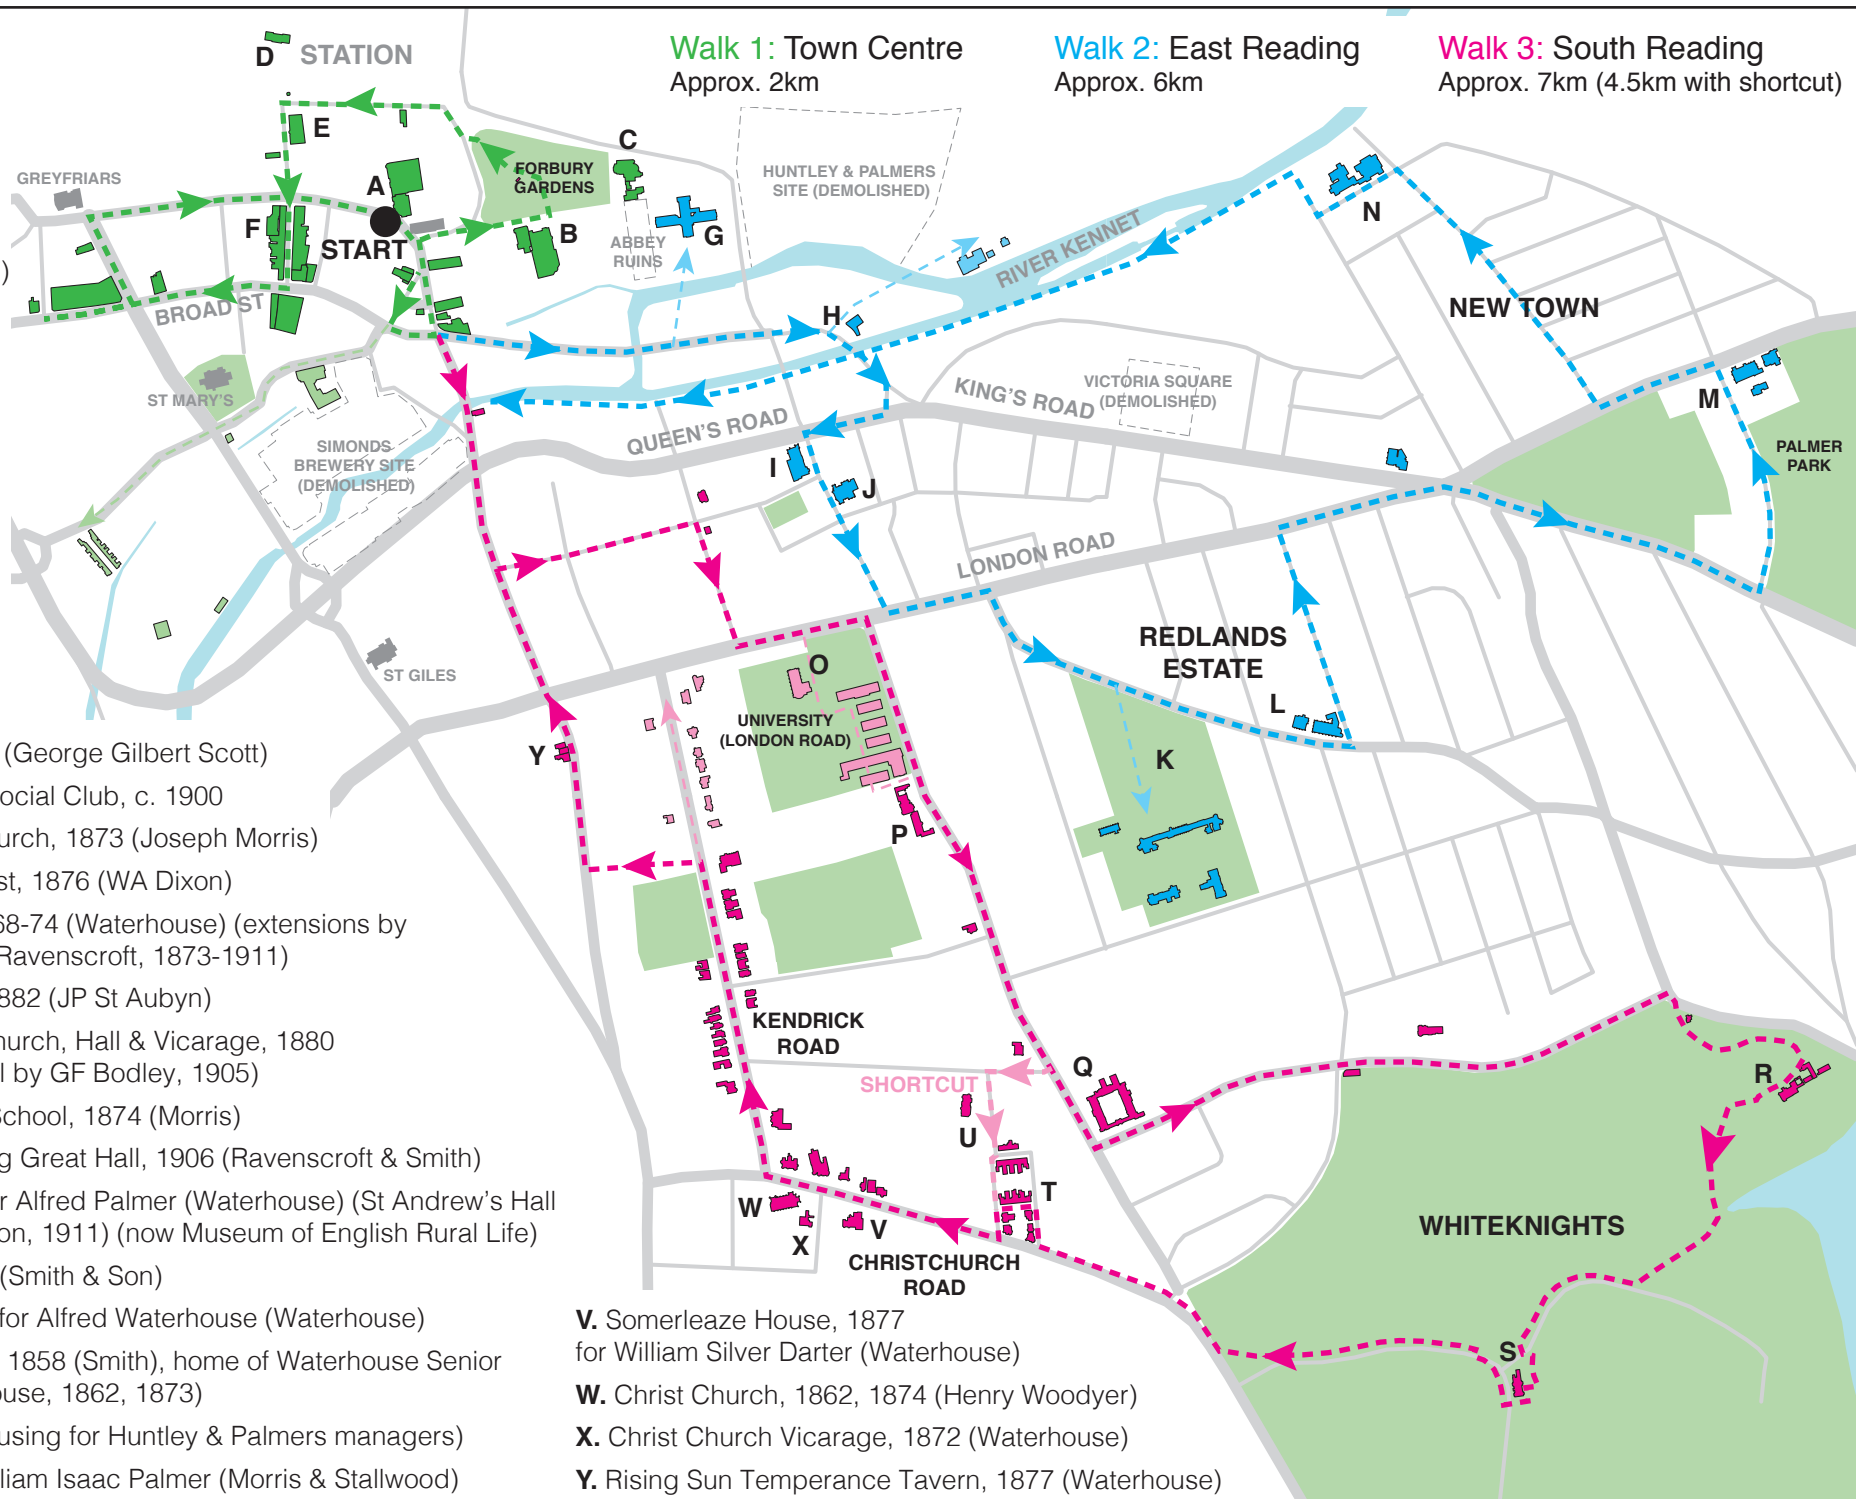 Walk 1: Town Centre
Approx. 2km
Walk 2: East Reading
Approx. 6km
Walk 3: South Reading
Approx. 7km (4.5km with shortcut)
D
STATION
E
C
GREYFRIARS
A
FORBURY
GARDENS
HUNTLEY & PALMERS
SITE (DEMOLISHED)
F
START
B
ABBEY
RUINS
G
N
)
RIVER KENNET
BROAD ST
H
NEW TOWN
ST MARY'S
KING'S ROAD
VICTORIA SQUARE
(DEMOLISHED)
M
QUEEN'S ROAD
SIMONDS
BREWERY SITE
(DEMOLISHED)
I
J
PALMER
PARK
LONDON ROAD
REDLANDS
ESTATE
ST GILES
O
L
UNIVERSITY
(LONDON ROAD)
Y
K
P
KENDRICK
ROAD
SHORTCUT
Q
R
U
T
W
X
V
WHITEKNIGHTS
CHRISTCHURCH
ROAD
S
(George Gilbert Scott)
ocial Club, c. 1900
urch, 1873 (Joseph Morris)
st, 1876 (WA Dixon)
68-74 (Waterhouse) (extensions by
Ravenscroft, 1873-1911)
882 (JP St Aubyn)
hurch, Hall & Vicarage, 1880
l by GF Bodley, 1905)
School, 1874 (Morris)
g Great Hall, 1906 (Ravenscroft & Smith)
r Alfred Palmer (Waterhouse) (St Andrew's Hall
on, 1911) (now Museum of English Rural Life)
(Smith & Son)
for Alfred Waterhouse (Waterhouse)
1858 (Smith), home of Waterhouse Senior
ouse, 1862, 1873)
using for Huntley & Palmers managers)
lliam Isaac Palmer (Morris & Stallwood)
V. Somerleaze House, 1877
for William Silver Darter (Waterhouse)
W. Christ Church, 1862, 1874 (Henry Woodyer)
X. Christ Church Vicarage, 1872 (Waterhouse)
Y. Rising Sun Temperance Tavern, 1877 (Waterhouse)